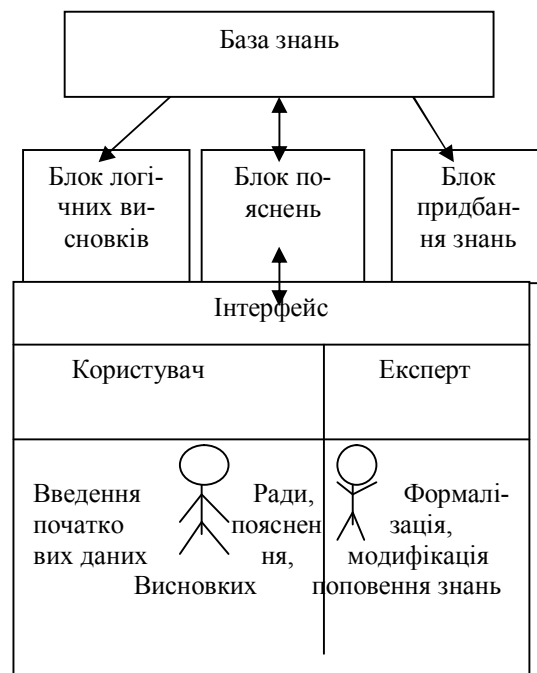 База знань
Блок логі-
чних ви-
сновків
Блок по-
яснень
Блок
придбан-
ня знань
Інтерфейс
Користувач
Експерт
Введення
початко
вих даних
Ради,
пояснен
ня,
Висновких
Формалі-
зація,
модифікація
поповення знань